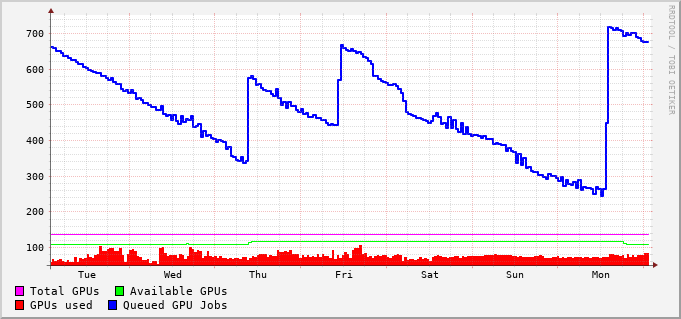 700
600
500
400
300
200
100
Tue Wed Thu Fri Sat Sun Mon
Total GPUs Available GPUs
GPUs used Queued GPU Jobs
RRDTOOL / TOBI OETIKER